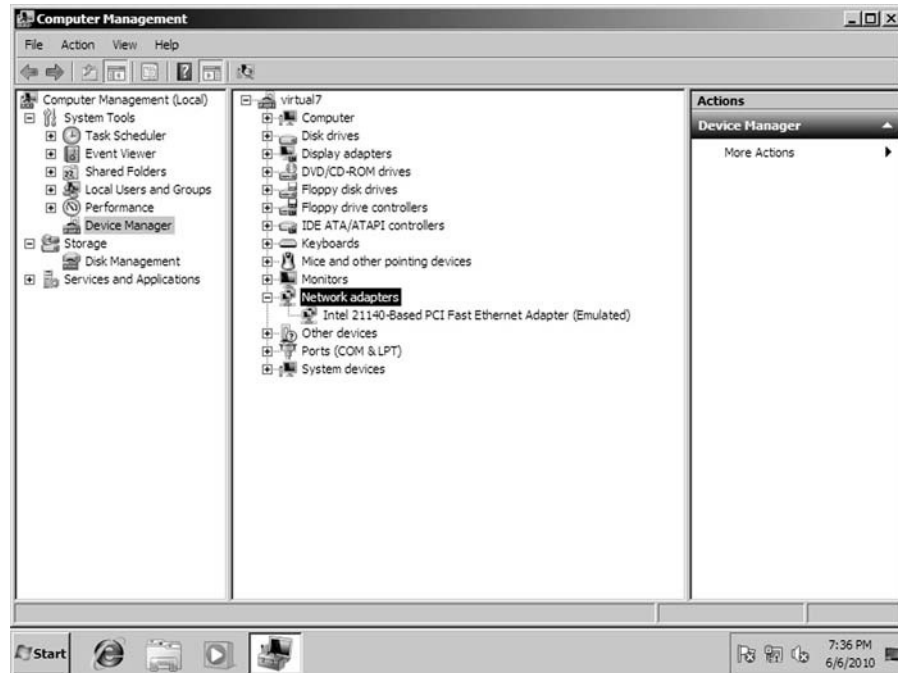 Computer Management
File Action View Help
Computer Management (Local)
System Tools
Task Scheduler
Event Viewer
Shared Folders
Local Users and Groups
Performance
Device Manager
Storage
Disk Management
Services and Applications
virtual7
Computer
Disk drives
Display adapters
DVD/CD-ROM drives
Floppy disk drives
Floppy drive controllers
IDE ATA/ATAPI controllers
Keyboards
Mice and other pointing devices
Monitors
Network adapters
Intel 21140-Based PCI Fast Ethernet Adapter (Emulated)
Other devices
Ports (COM & LPT)
System devices
Actions
Device Manager
More Actions
Start
7:36 PM
6/6/2010